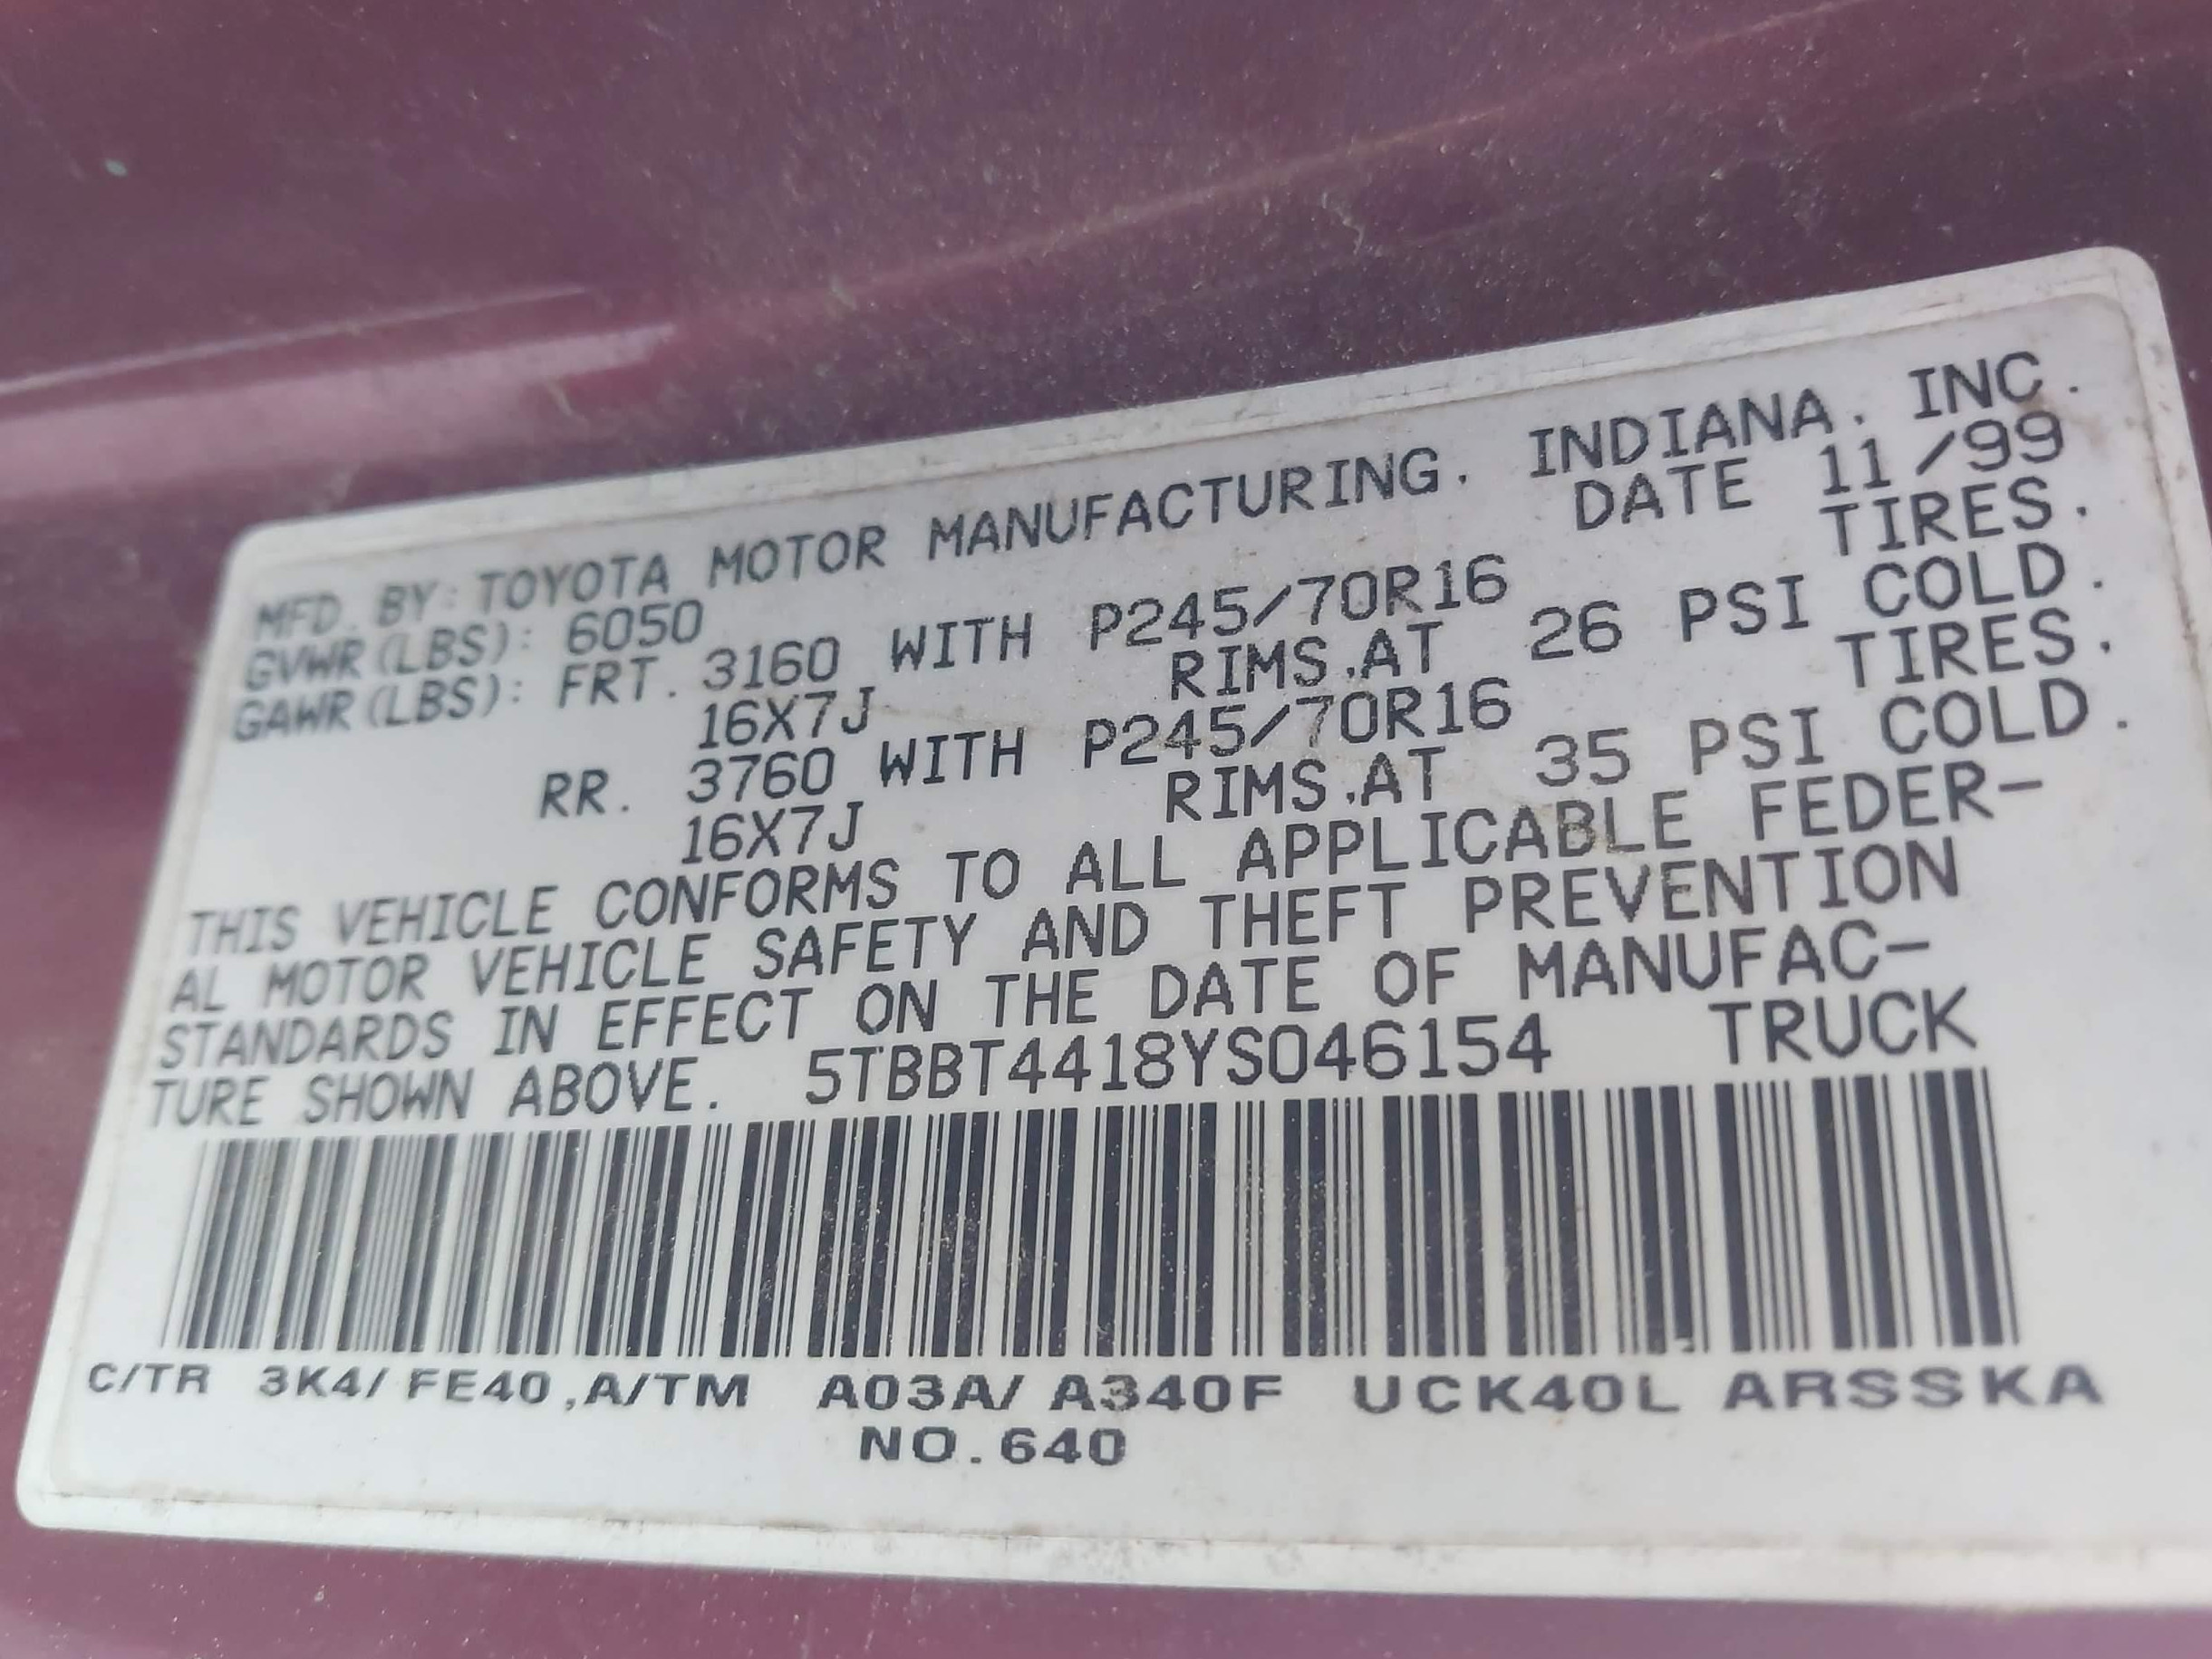 MFD. BY: TOYOTA MOTOR MANUFACTURING, INDIANA, INC.
GVWR(LBS): 6050 DATE 11/99
GAWR(LBS): FRT. 3160 WITH P245/70R16 TIRES.
16X7J RIMS.AT 26 PSI COLD.
RR. 3760 WITH P245/70R16 TIRES.
16X7J RIMS.AT 35 PSI COLD.
THIS VEHICLE CONFORMS TO ALL APPLICABLE FEDER-
AL MOTOR VEHICLE SAFETY AND THEFT PREVENTION
STANDARDS IN EFFECT ON THE DATE OF MANUFAC-
TURE SHOWN ABOVE. 5TBBT4418YS046154 TRUCK
C/TR 3K4/ FE40,A/TM A03A/ A340F UCK40L ARSSKA
NO.640